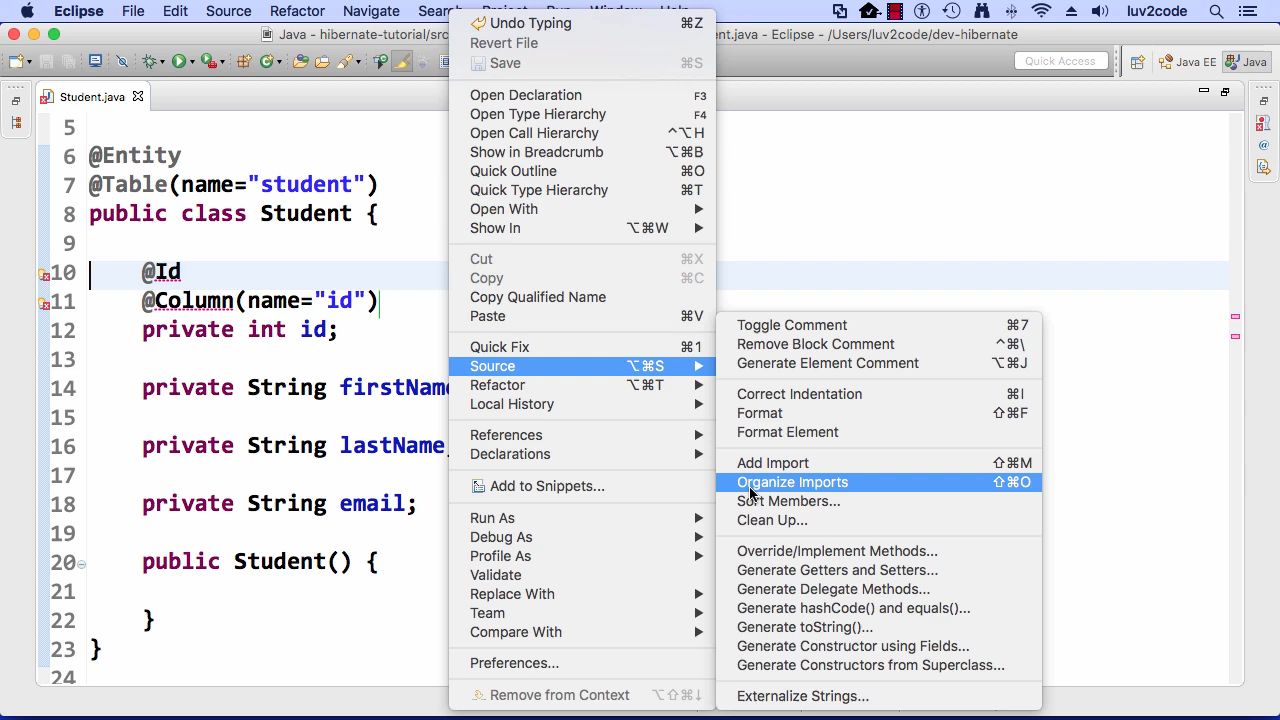 Eclipse File Edit Source Refactor Navigate Search Project Run Window Help luv2code
Java - hibernate-tutorial/src
ent.java - Eclipse - /Users/luv2code/dev-hibernate
Quick Access Java EE Java
Student.java
5
6 @Entity
7 @Table(name="student")
8 public class Student {
9
10 @Id
11 @Column(name="id")
12 private int id;
13
14 private String firstName
15
16 private String lastName
17
18 private String email;
19
20 public Student() {
21
22 }
23 }
24
Undo Typing ⌘Z
Revert File
Save ⌘S
Open Declaration F3
Open Type Hierarchy F4
Open Call Hierarchy ^⌥H
Show in Breadcrumb ⌥⌘B
Quick Outline ⌘O
Quick Type Hierarchy ⌘T
Open With
Show In ⌥⌘W
Cut ⌘X
Copy ⌘C
Copy Qualified Name
Paste ⌘V
Quick Fix ⌘1
Source ⌥⌘S
Refactor ⌥⌘T
Local History
References
Declarations
Add to Snippets...
Run As
Debug As
Profile As
Validate
Replace With
Team
Compare With
Preferences...
Remove from Context ⌥⇧⌘↓
Toggle Comment ⌘7
Remove Block Comment ^⌘\
Generate Element Comment ⌥⌘J
Correct Indentation ⌘I
Format ⇧⌘F
Format Element
Add Import ⇧⌘M
Organize Imports ⇧⌘O
Sort Members...
Clean Up...
Override/Implement Methods...
Generate Getters and Setters...
Generate Delegate Methods...
Generate hashCode() and equals()...
Generate toString()...
Generate Constructor using Fields...
Generate Constructors from Superclass...
Externalize Strings...